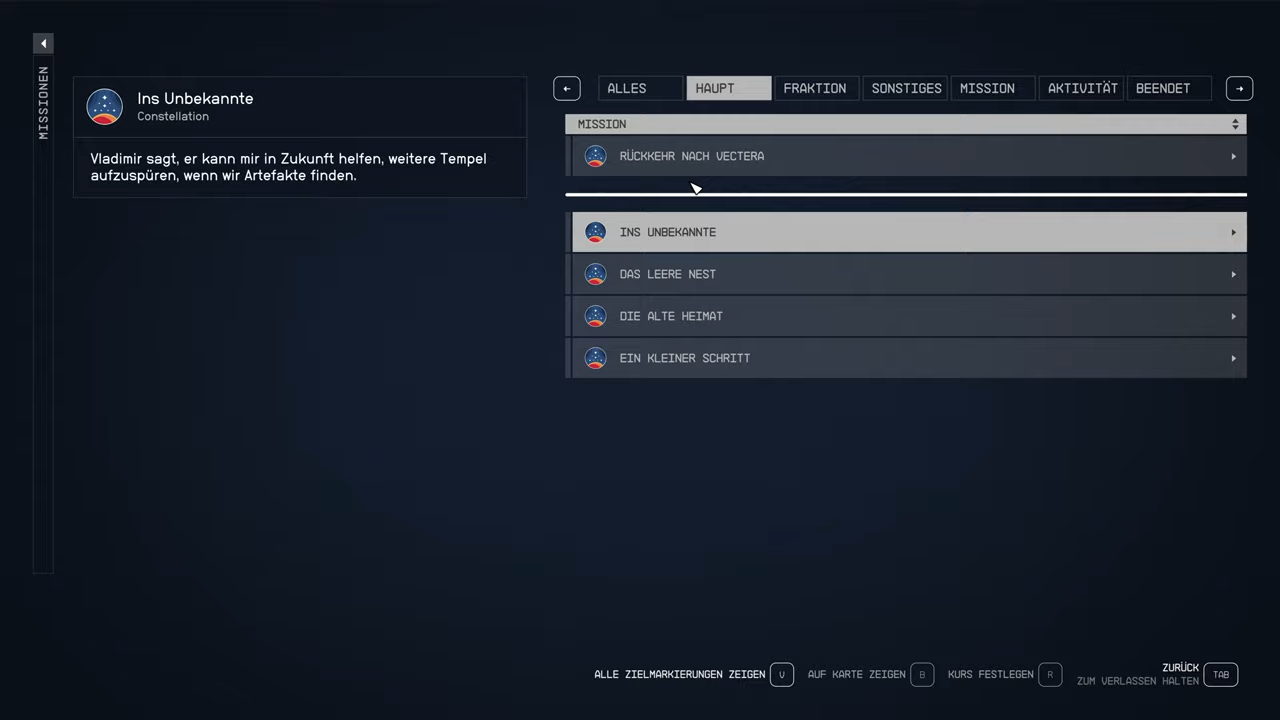 MISSIONEN
Ins Unbekannte
Constellation
Vladimir sagt, er kann mir in Zukunft helfen, weitere Tempel
aufzuspüren, wenn wir Artefakte finden.
ALLES HAUPT FRAKTION SONSTIGES MISSION AKTIVITÄT BEENDET
MISSION
RÜCKKEHR NACH VECTERA
INS UNBEKANNTE
DAS LEERE NEST
DIE ALTE HEIMAT
EIN KLEINER SCHRITT
ALLE ZIELMARKIERUNGEN ZEIGEN V AUF KARTE ZEIGEN B KURS FESTLEGEN R ZURÜCK TAB
ZUM VERLASSEN HALTEN